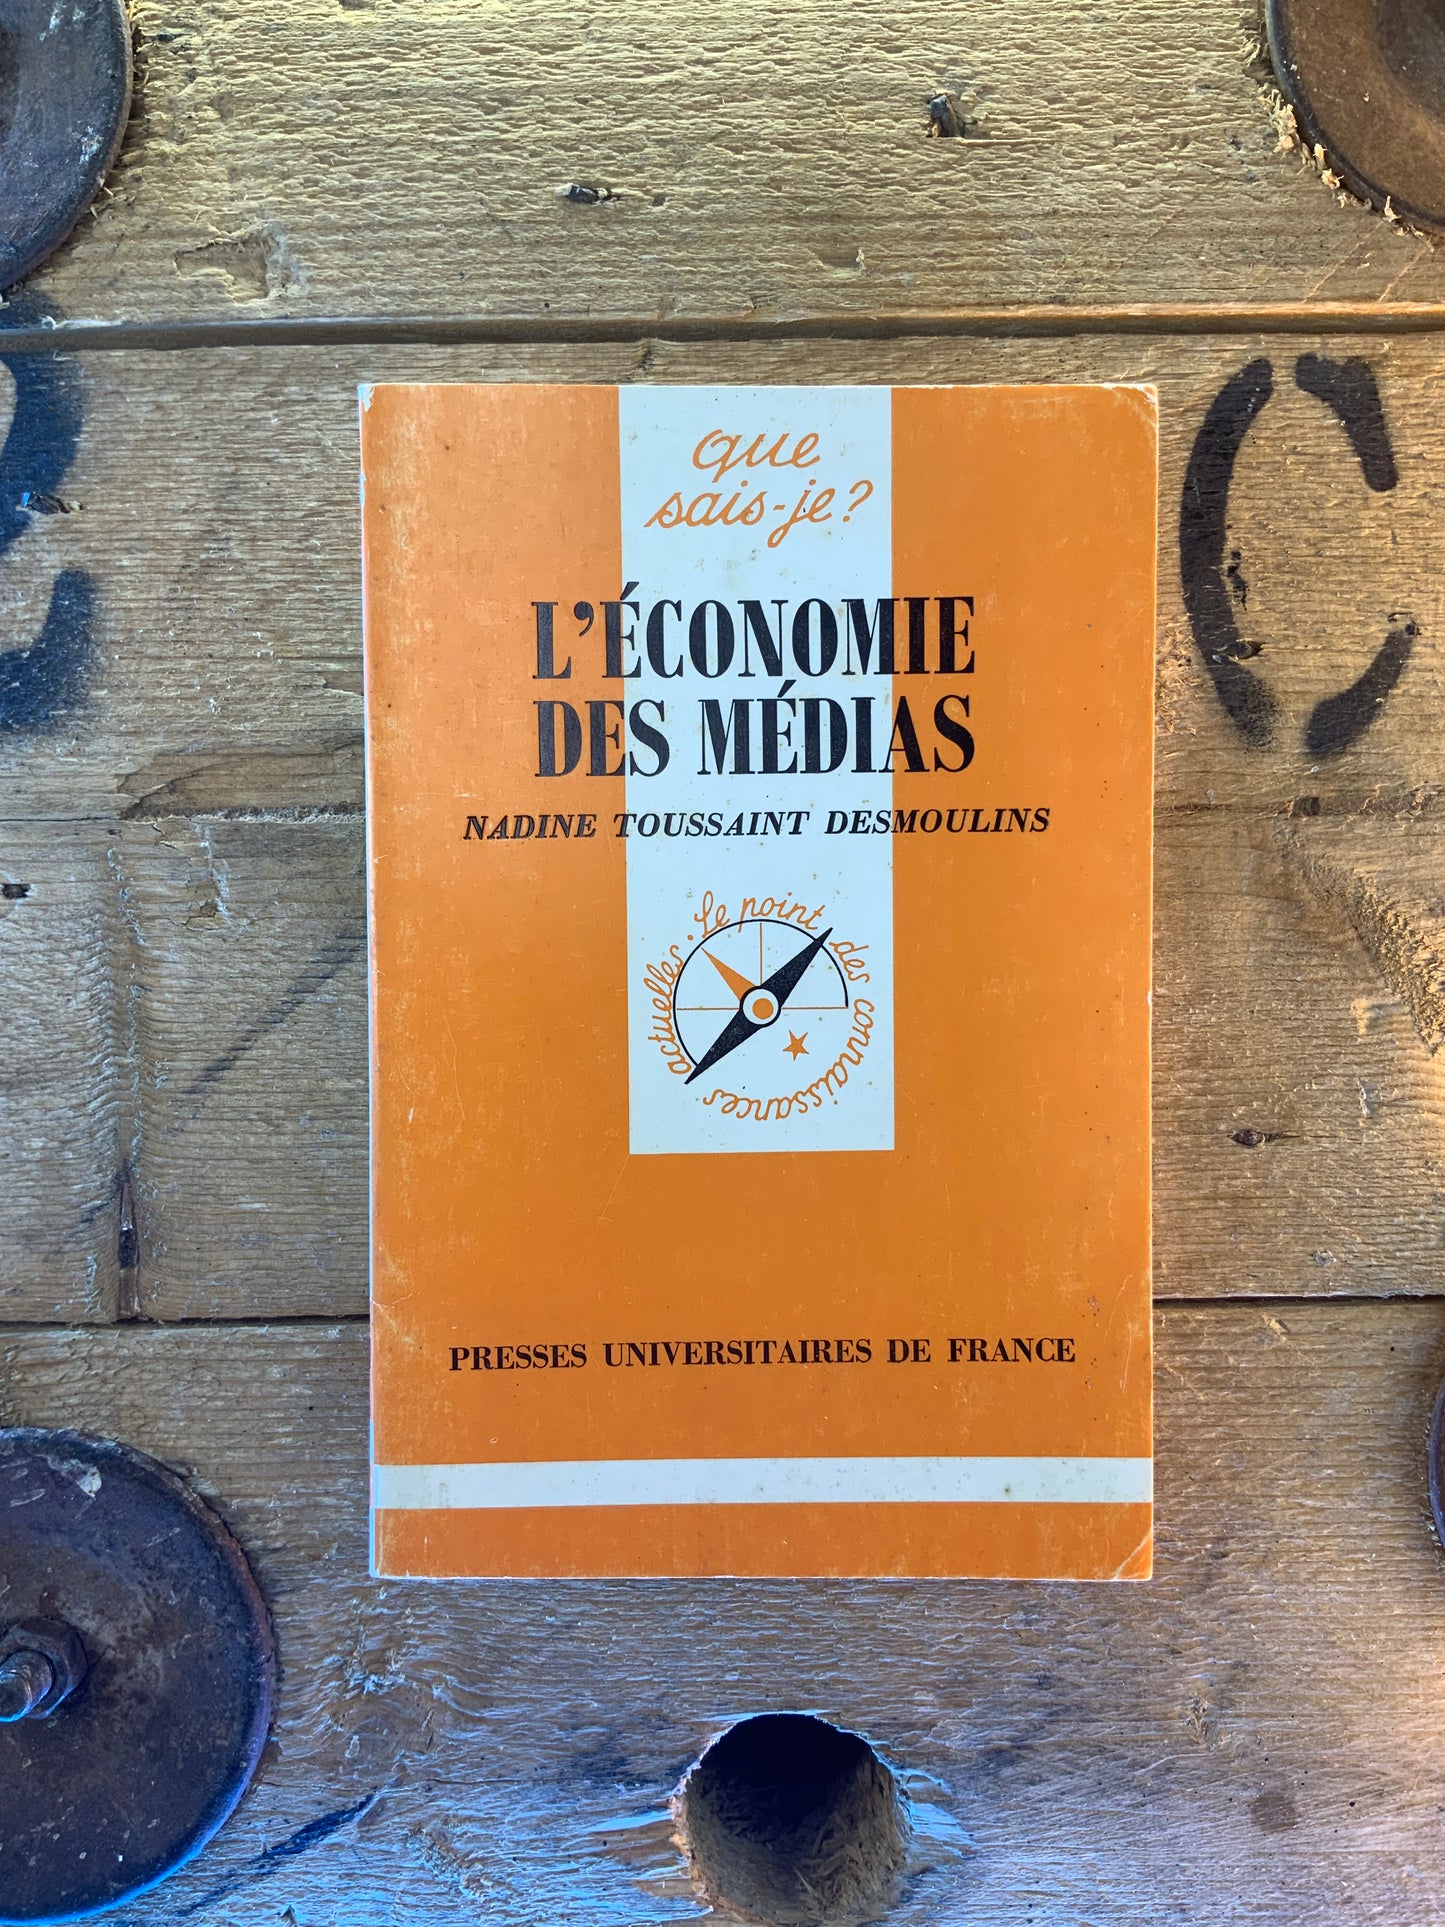 que
sais-je?
L'ÉCONOMIE
DES MÉDIAS
NADINE TOUSSAINT DESMOULINS
Le point des connaissances actuelles.
PRESSES UNIVERSITAIRES DE FRANCE
C